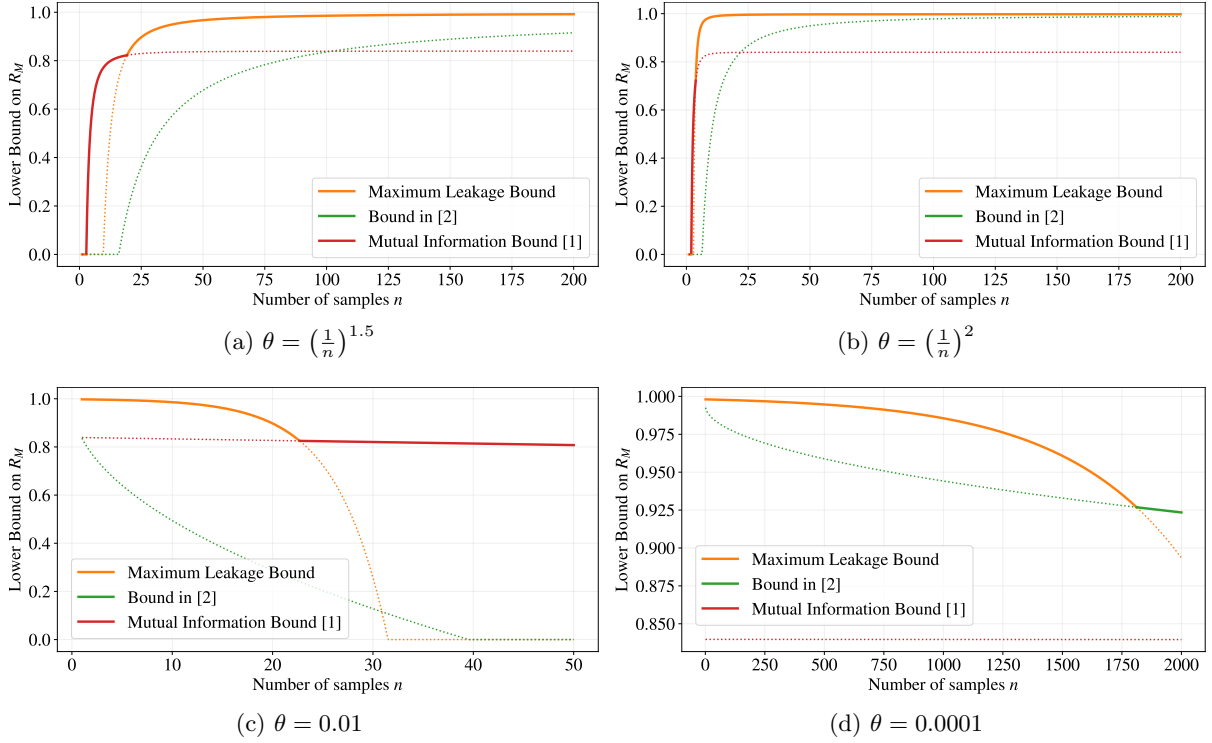 Lower Bound on R_M
1.0
0.8
0.6
0.4
0.2
0.0
Maximum Leakage Bound
Bound in [2]
Mutual Information Bound [1]
0 25 50 75 100 125 150 175 200
Number of samples n
(a) θ = (1/n)^1.5
Lower Bound on R_M
1.0
0.8
0.6
0.4
0.2
0.0
Maximum Leakage Bound
Bound in [2]
Mutual Information Bound [1]
0 25 50 75 100 125 150 175 200
Number of samples n
(b) θ = (1/n)^2
Lower Bound on R_M
1.0
0.8
0.6
0.4
0.2
0.0
Maximum Leakage Bound
Bound in [2]
Mutual Information Bound [1]
0 10 20 30 40 50
Number of samples n
(c) θ = 0.01
Lower Bound on R_M
1.000
0.975
0.950
0.925
0.900
0.875
0.850
Maximum Leakage Bound
Bound in [2]
Mutual Information Bound [1]
0 250 500 750 1000 1250 1500 1750 2000
Number of samples n
(d) θ = 0.0001